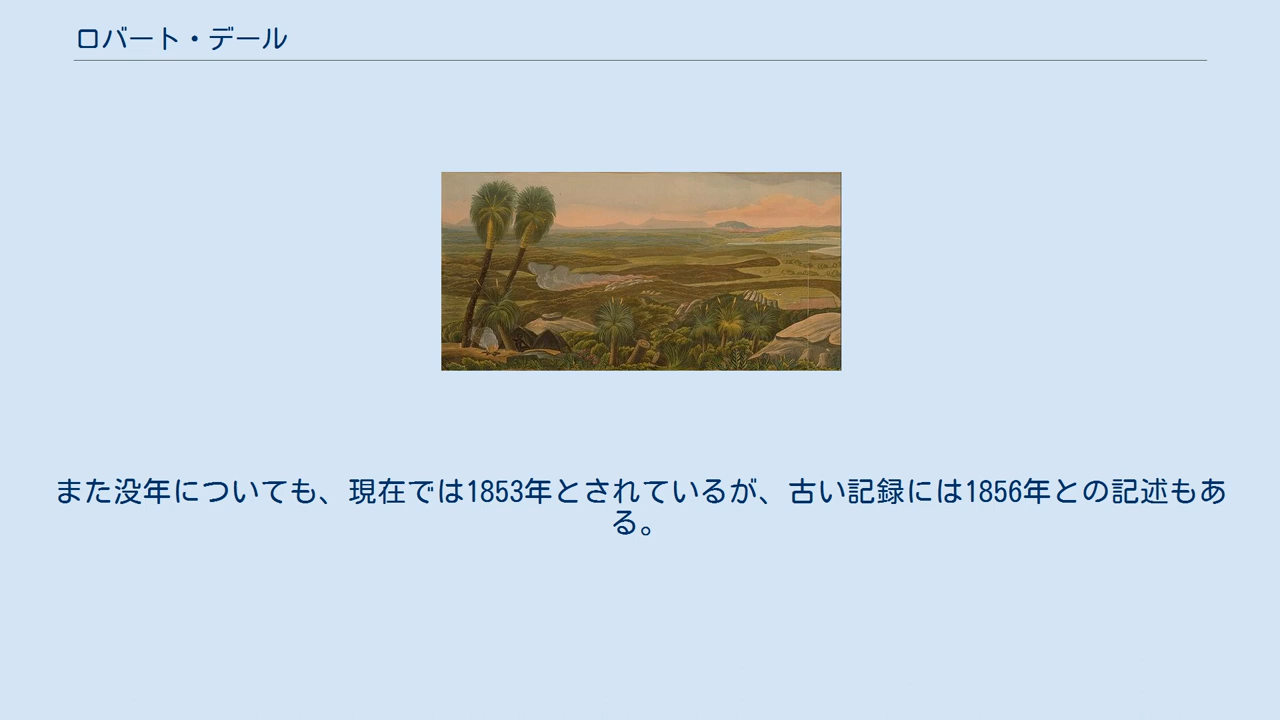 ロバート・デール
また没年についても、現在では1853年とされているが、古い記録には1856年との記述もあ
る。